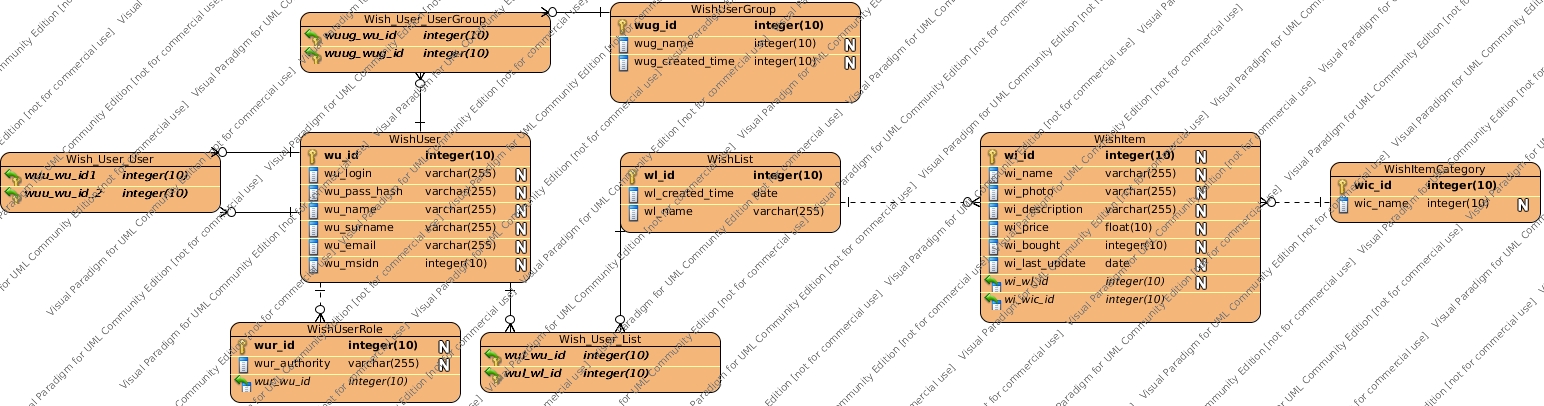 Wish_User_UserGroup
wuug_wu_id integer(10)
wuug_wug_id integer(10)
WishUserGroup
wug_id integer(10)
wug_name integer(10) N
wug_created_time integer(10) N
Wish_User_User
wuu_wu_id1 integer(10)
wuu_wu_id_2 integer(10)
WishUser
wu_id integer(10)
wu_login varchar(255) N
wu_pass_hash varchar(255) N
wu_name varchar(255) N
wu_surname varchar(255) N
wu_email varchar(255) N
wu_msidn integer(10) N
WishList
wl_id integer(10)
wl_created_time date
wl_name varchar(255)
WishItem
wi_id integer(10) N
wi_name varchar(255) N
wi_photo varchar(255) N
wi_description varchar(255) N
wi_price float(10) N
wi_bought integer(10) N
wi_last_update date N
wi_wl_id integer(10) N
wi_wic_id integer(10)
WishItemCategory
wic_id integer(10)
wic_name integer(10) N
WishUserRole
wur_id integer(10) N
wur_authority varchar(255) N
wur_wu_id integer(10)
Wish_User_List
wul_wu_id integer(10)
wul_wl_id integer(10)
Visual Paradigm for UML Community Edition [not for commercial use]